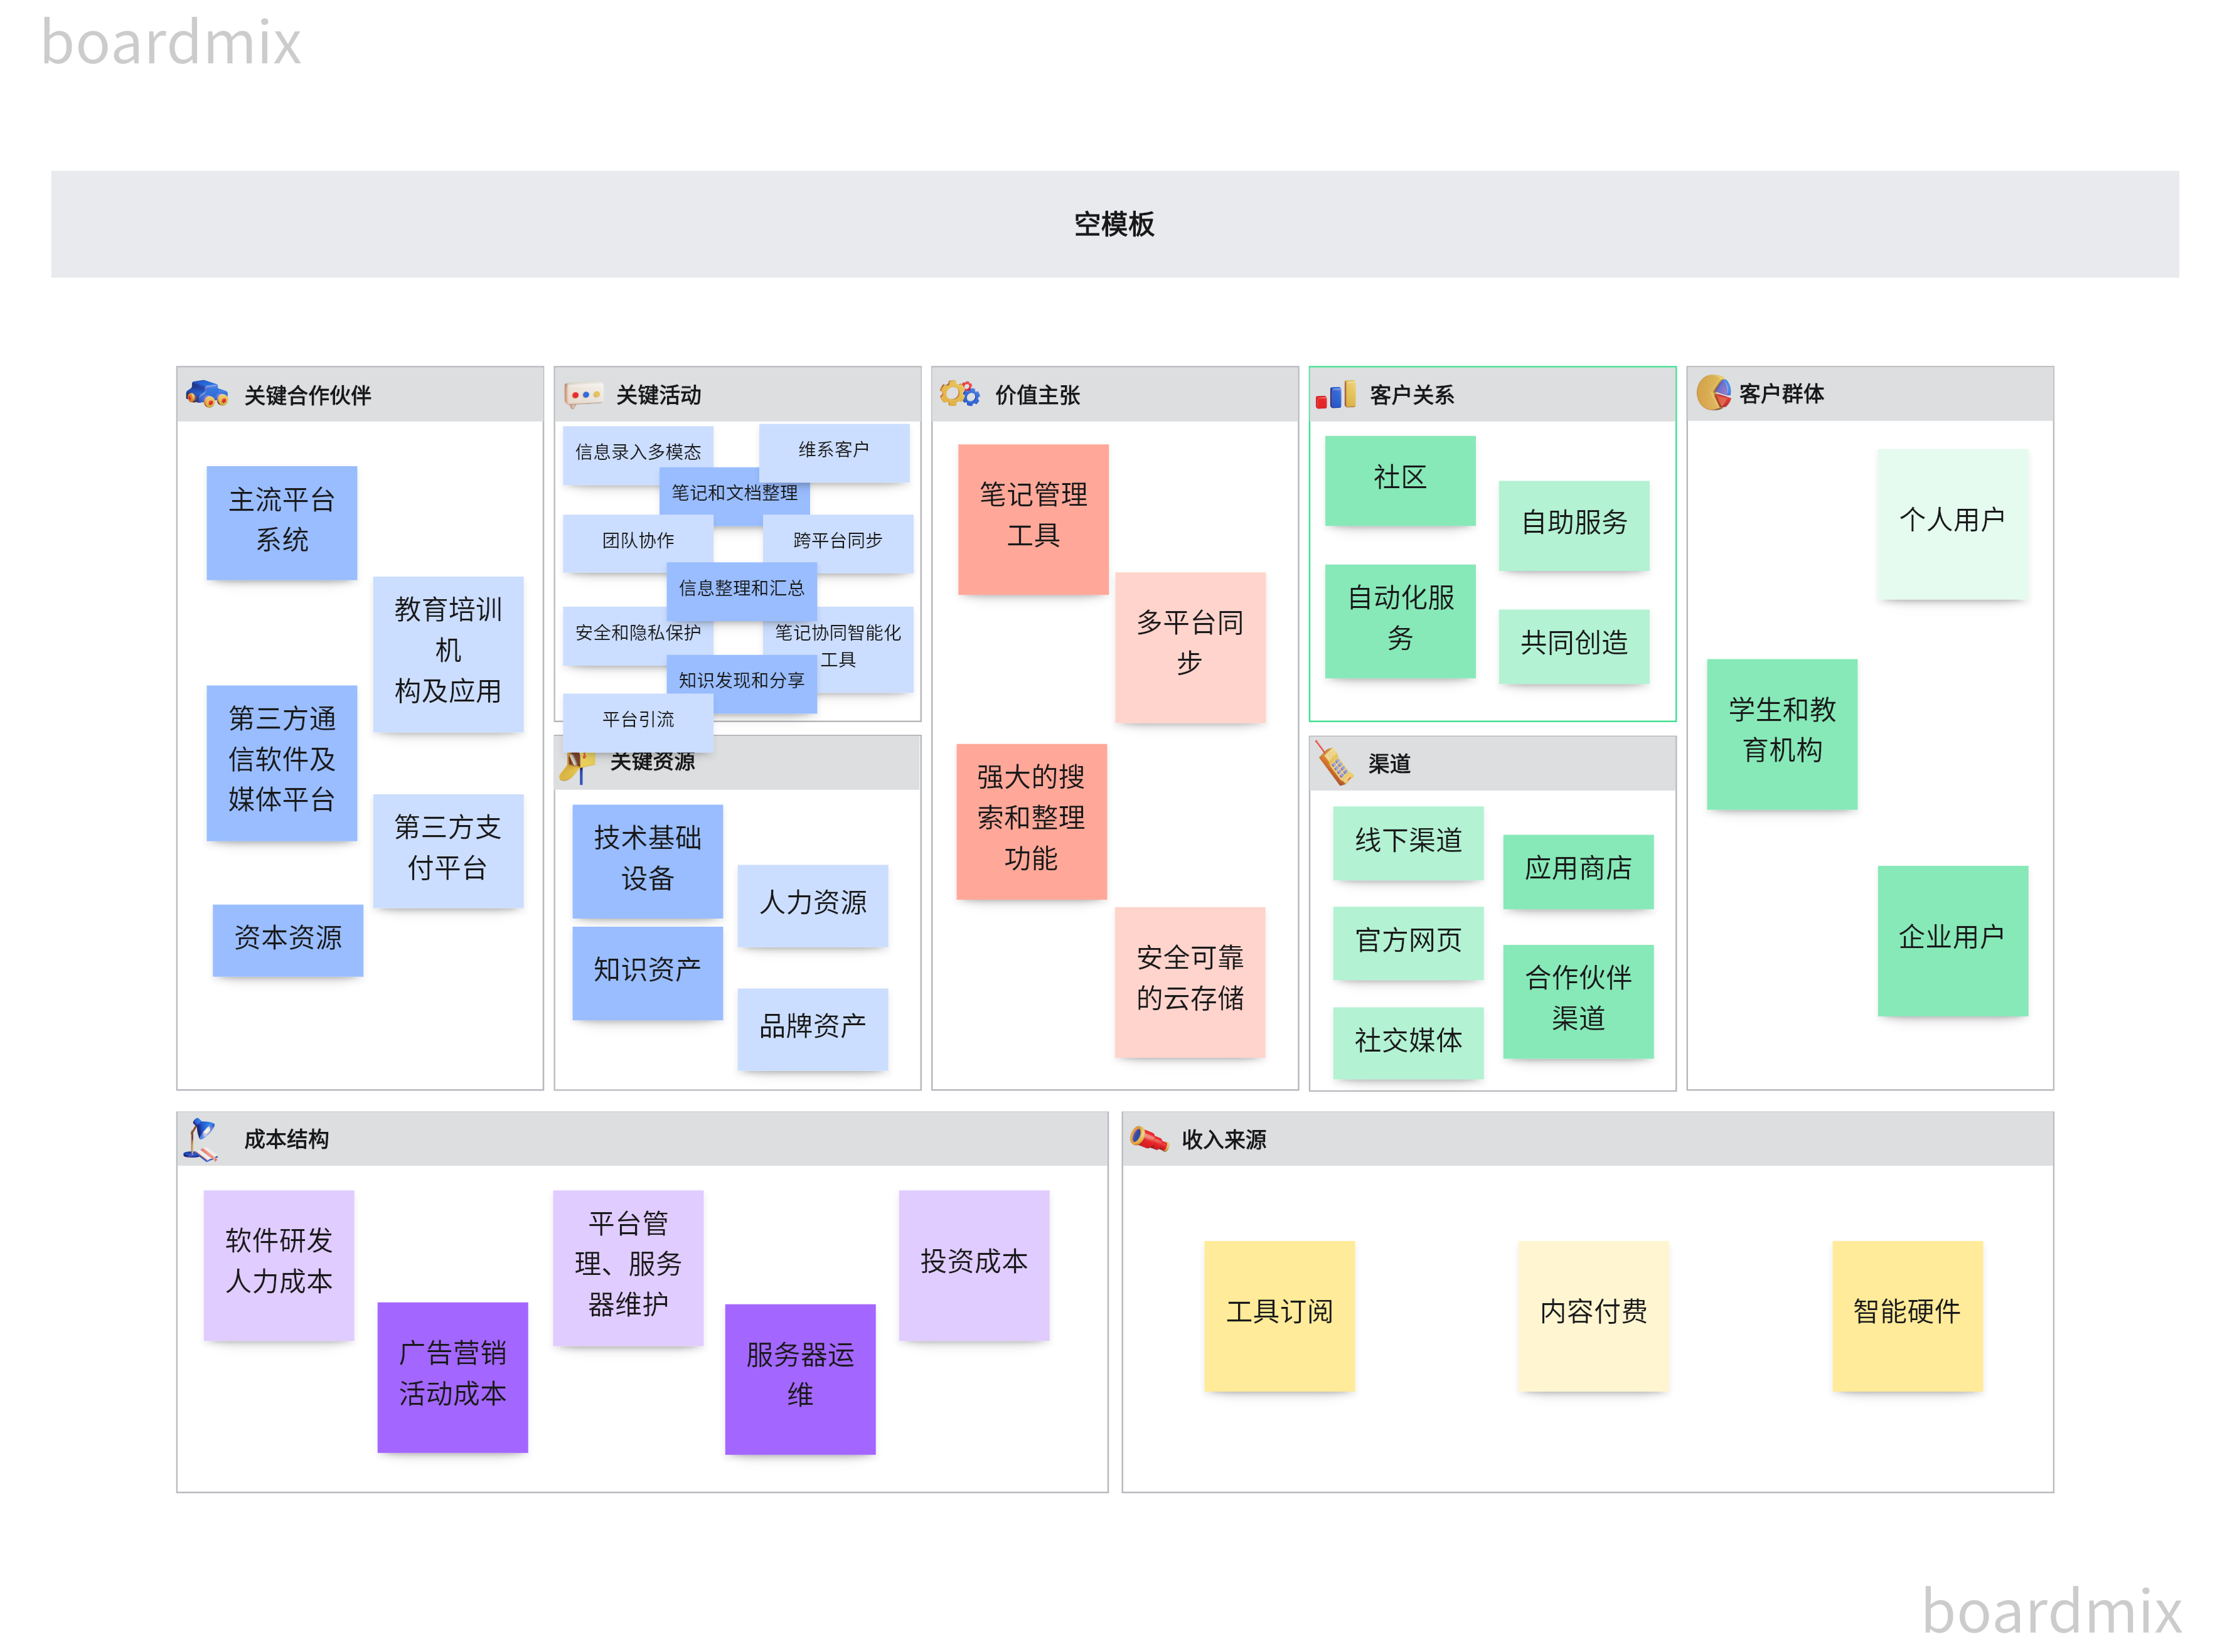 boardmix
空模板
关键合作伙伴
主流平台
系统
教育培训
机
构及应用
第三方通
信软件及
媒体平台
第三方支
付平台
资本资源
关键活动
信息录入多模态
维系客户
笔记和文档整理
团队协作
跨平台同步
信息整理和汇总
安全和隐私保护
笔记协同智能化
工具
知识发现和分享
平台引流
关键资源
技术基础
设备
人力资源
知识资产
品牌资产
价值主张
笔记管理
工具
多平台同
步
强大的搜
索和整理
功能
安全可靠
的云存储
客户关系
社区
自助服务
自动化服
务
共同创造
渠道
线下渠道
应用商店
官方网页
合作伙伴
渠道
社交媒体
客户群体
个人用户
学生和教
育机构
企业用户
成本结构
软件研发
人力成本
广告营销
活动成本
平台管
理、服务
器维护
服务器运
维
投资成本
收入来源
工具订阅
内容付费
智能硬件
boardmix